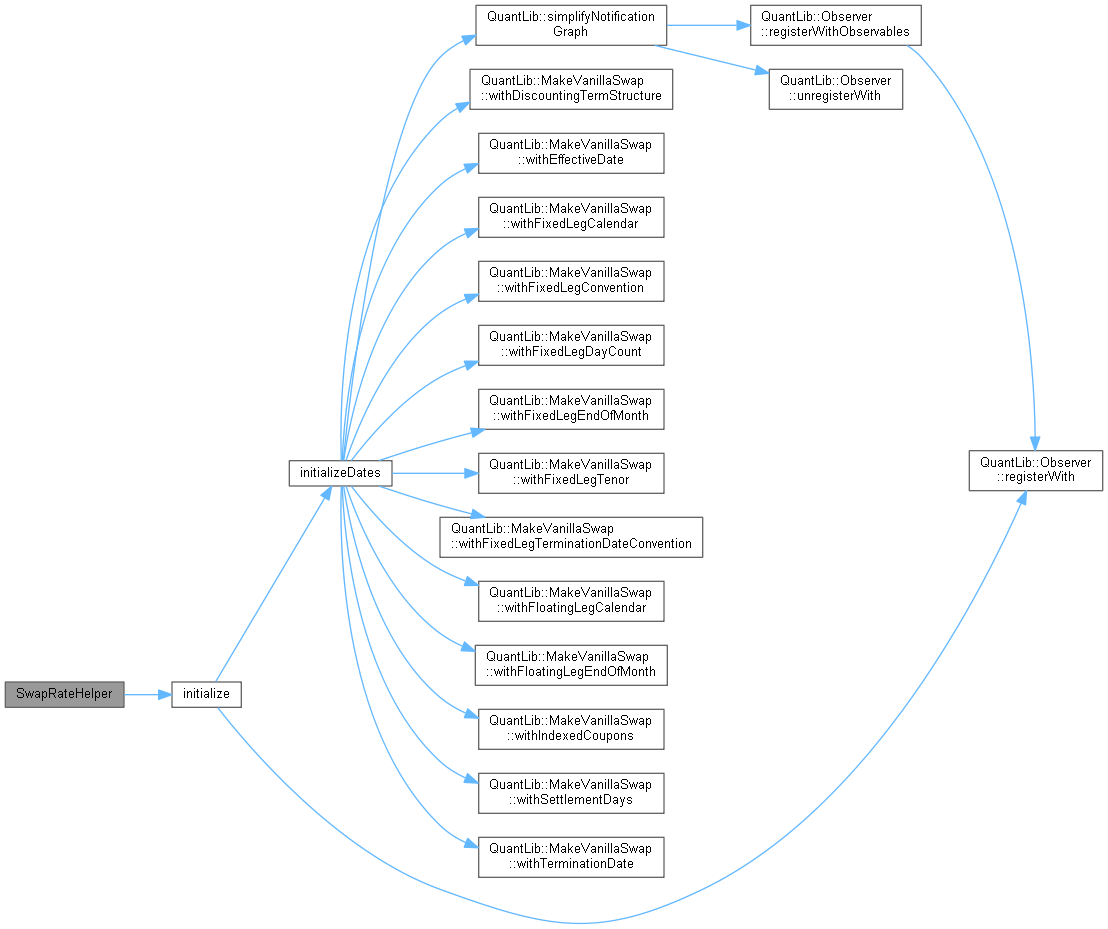 QuantLib::simplifyNotification
Graph
QuantLib::Observer
::registerWithObservables
QuantLib::MakeVanillaSwap
::withDiscountingTermStructure
QuantLib::Observer
::unregisterWith
QuantLib::MakeVanillaSwap
::withEffectiveDate
QuantLib::MakeVanillaSwap
::withFixedLegCalendar
QuantLib::MakeVanillaSwap
::withFixedLegConvention
QuantLib::MakeVanillaSwap
::withFixedLegDayCount
QuantLib::MakeVanillaSwap
::withFixedLegEndOfMonth
initializeDates
QuantLib::MakeVanillaSwap
::withFixedLegTenor
QuantLib::Observer
::registerWith
QuantLib::MakeVanillaSwap
::withFixedLegTerminationDateConvention
QuantLib::MakeVanillaSwap
::withFloatingLegCalendar
QuantLib::MakeVanillaSwap
::withFloatingLegEndOfMonth
SwapRateHelper
initialize
QuantLib::MakeVanillaSwap
::withIndexedCoupons
QuantLib::MakeVanillaSwap
::withSettlementDays
QuantLib::MakeVanillaSwap
::withTerminationDate